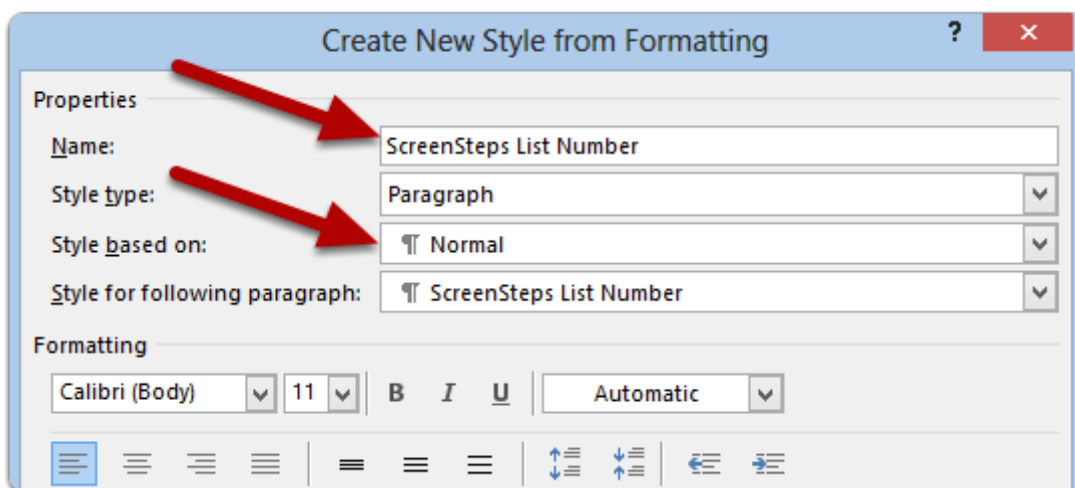 Create New Style from Formatting ? ×
Properties
Name: ScreenSteps List Number
Style type: Paragraph
Style based on: ¶ Normal
Style for following paragraph: ¶ ScreenSteps List Number
Formatting
Calibri (Body) 11 B I U Automatic